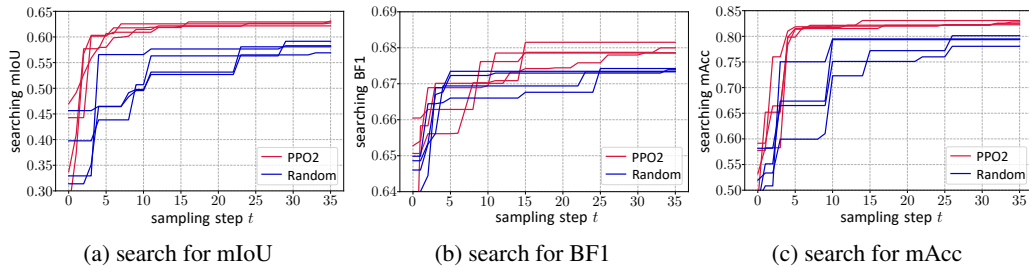 searching mIoU
0.65
0.60
0.55
0.50
0.45
0.40
0.35
0.30
PPO2
Random
0 5 10 15 20 25 30 35
sampling step t
(a) search for mIoU
searching BF1
0.68
0.67
0.66
0.65
0.64
PPO2
Random
0 5 10 15 20 25 30 35
sampling step t
(b) search for BF1
searching mAcc
0.85
0.80
0.75
0.70
0.65
0.60
0.55
0.50
PPO2
Random
0 5 10 15 20 25 30 35
sampling step t
(c) search for mAcc